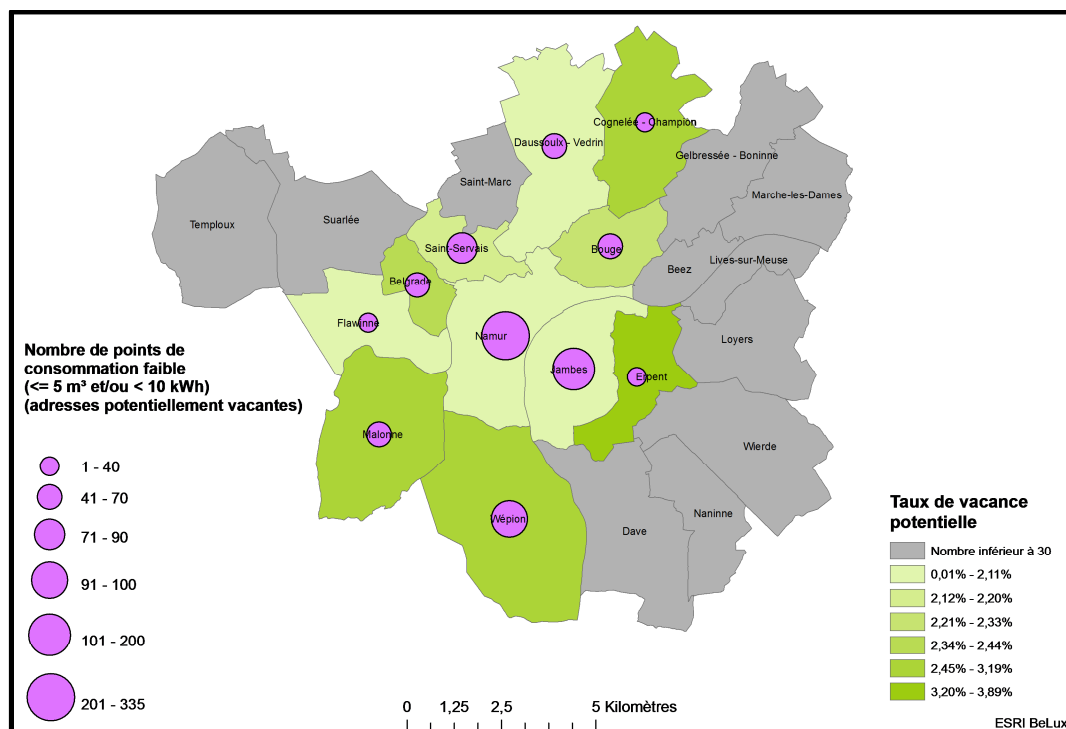 Cognelée - Champion
Daussoulx - Vedrin
Gelbressée - Boninne
Saint-Marc
Marche-les-Dames
Suarlée
Temploux
Saint-Servais
Bouge
Lives-sur-Meuse
Beez
Belgrade
Flawinne
Namur
Loyers
Jambes
Erpent
Malonne
Wierde
Wépion
Naninne
Dave
Nombre de points de
consommation faible
(<= 5 m³ et/ou < 10 kWh)
(adresses potentiellement vacantes)
1 - 40
41 - 70
71 - 90
91 - 100
101 - 200
201 - 335
Taux de vacance
potentielle
Nombre inférieur à 30
0,01% - 2,11%
2,12% - 2,20%
2,21% - 2,33%
2,34% - 2,44%
2,45% - 3,19%
3,20% - 3,89%
0 1,25 2,5 5 Kilomètres
ESRI BeLux